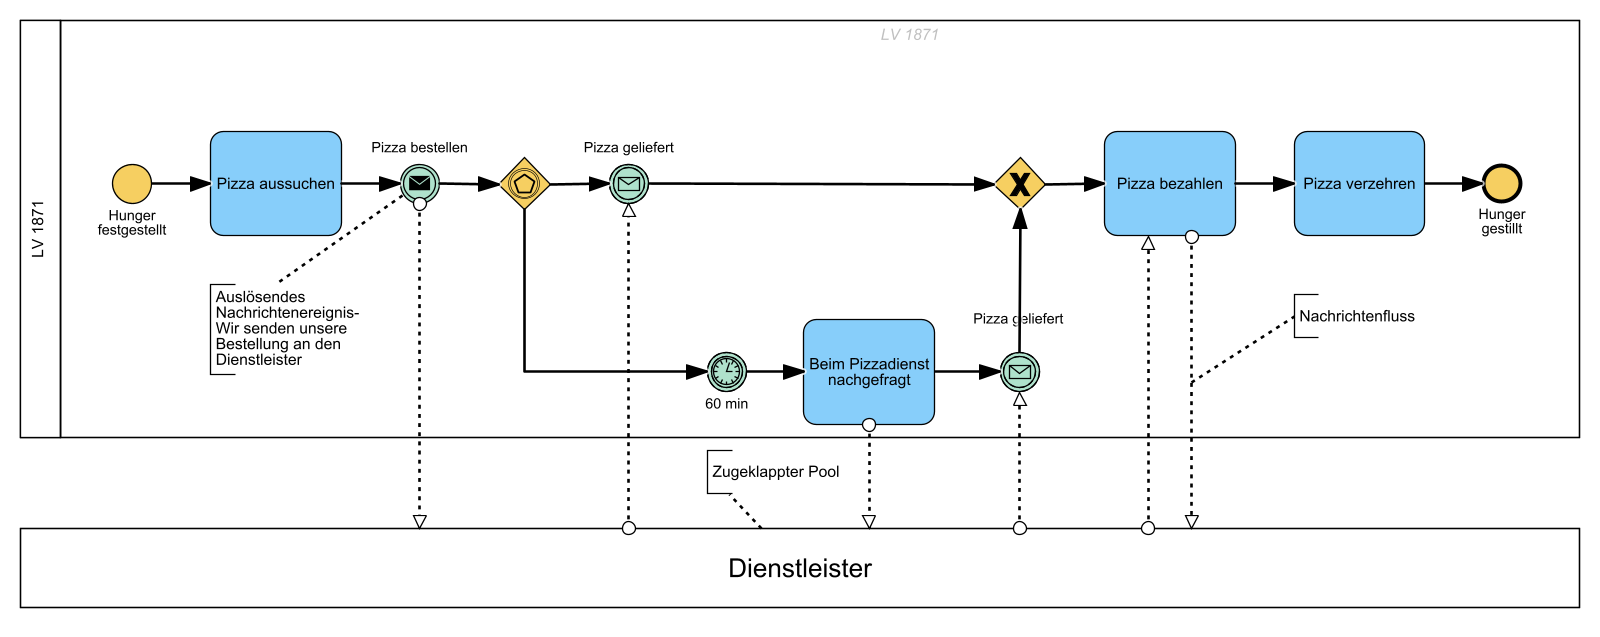 LV 1871
LV 1871
Pizza bestellen
Pizza geliefert
Pizza aussuchen
Pizza bezahlen
Pizza verzehren
Hunger
festgestellt
Hunger
gestillt
Auslösendes
Nachrichtenereignis-
Wir senden unsere
Bestellung an den
Dienstleister
Pizza geliefert
Nachrichtenfluss
Beim Pizzadienst
nachgefragt
60 min
Zugeklappter Pool
Dienstleister